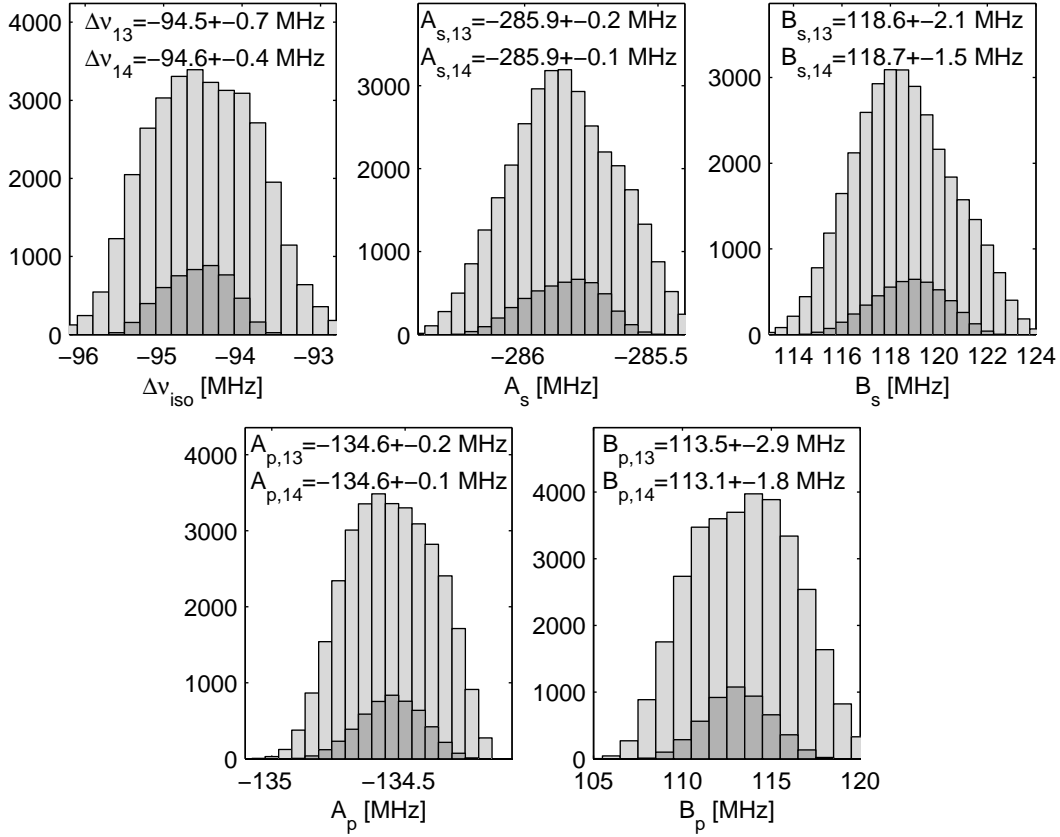 Δν13=−94.5+−0.7 MHz
Δν14=−94.6+−0.4 MHz
4000
3000
2000
1000
0
−96 −95 −94 −93
Δνiso [MHz]
As,13=−285.9+−0.2 MHz
As,14=−285.9+−0.1 MHz
3000
2000
1000
0
−286 −285.5
As [MHz]
Bs,13=118.6+−2.1 MHz
Bs,14=118.7+−1.5 MHz
3000
2000
1000
0
114 116 118 120 122 124
Bs [MHz]
Ap,13=−134.6+−0.2 MHz
Ap,14=−134.6+−0.1 MHz
4000
3000
2000
1000
0
−135 −134.5
Ap [MHz]
Bp,13=113.5+−2.9 MHz
Bp,14=113.1+−1.8 MHz
4000
3000
2000
1000
0
105 110 115 120
Bp [MHz]